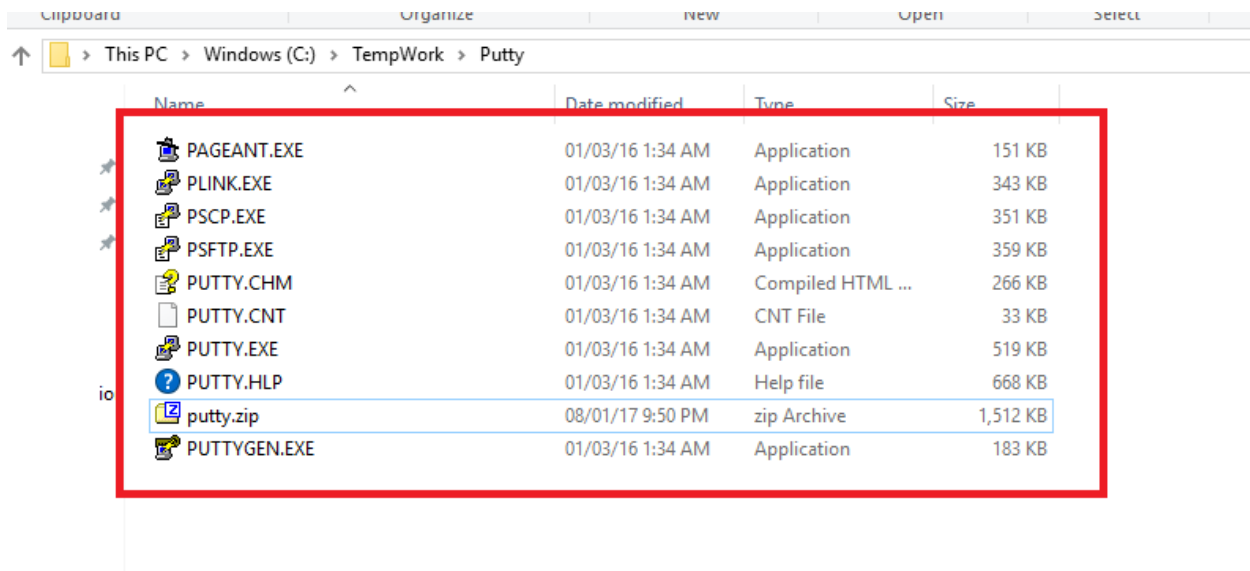 Clipboard Organize New Open Select
This PC > Windows (C:) > TempWork > Putty
Name Date modified Type Size
PAGEANT.EXE 01/03/16 1:34 AM Application 151 KB
PLINK.EXE 01/03/16 1:34 AM Application 343 KB
PSCP.EXE 01/03/16 1:34 AM Application 351 KB
PSFTP.EXE 01/03/16 1:34 AM Application 359 KB
PUTTY.CHM 01/03/16 1:34 AM Compiled HTML ... 266 KB
PUTTY.CNT 01/03/16 1:34 AM CNT File 33 KB
PUTTY.EXE 01/03/16 1:34 AM Application 519 KB
io PUTTY.HLP 01/03/16 1:34 AM Help file 668 KB
putty.zip 08/01/17 9:50 PM zip Archive 1,512 KB
PUTTYGEN.EXE 01/03/16 1:34 AM Application 183 KB